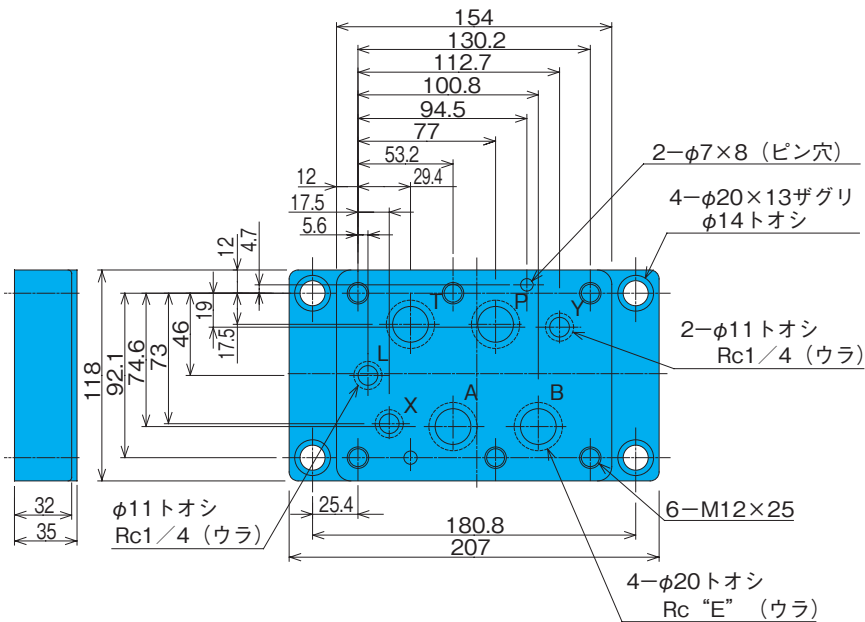 154
130.2
112.7
100.8
94.5
77
53.2
12
29.4
17.5
5.6
12
4.7
2−φ7×8（ピン穴）
4−φ20×13ザグリ
φ14トオシ
19
17.5
46
73
74.6
92.1
118
T
P
Y
L
X
A
B
2−φ11トオシ
Rc1／4（ウラ）
32
35
φ11トオシ
Rc1／4（ウラ）
25.4
180.8
207
6−M12×25
4−φ20トオシ
Rc “E” （ウラ）